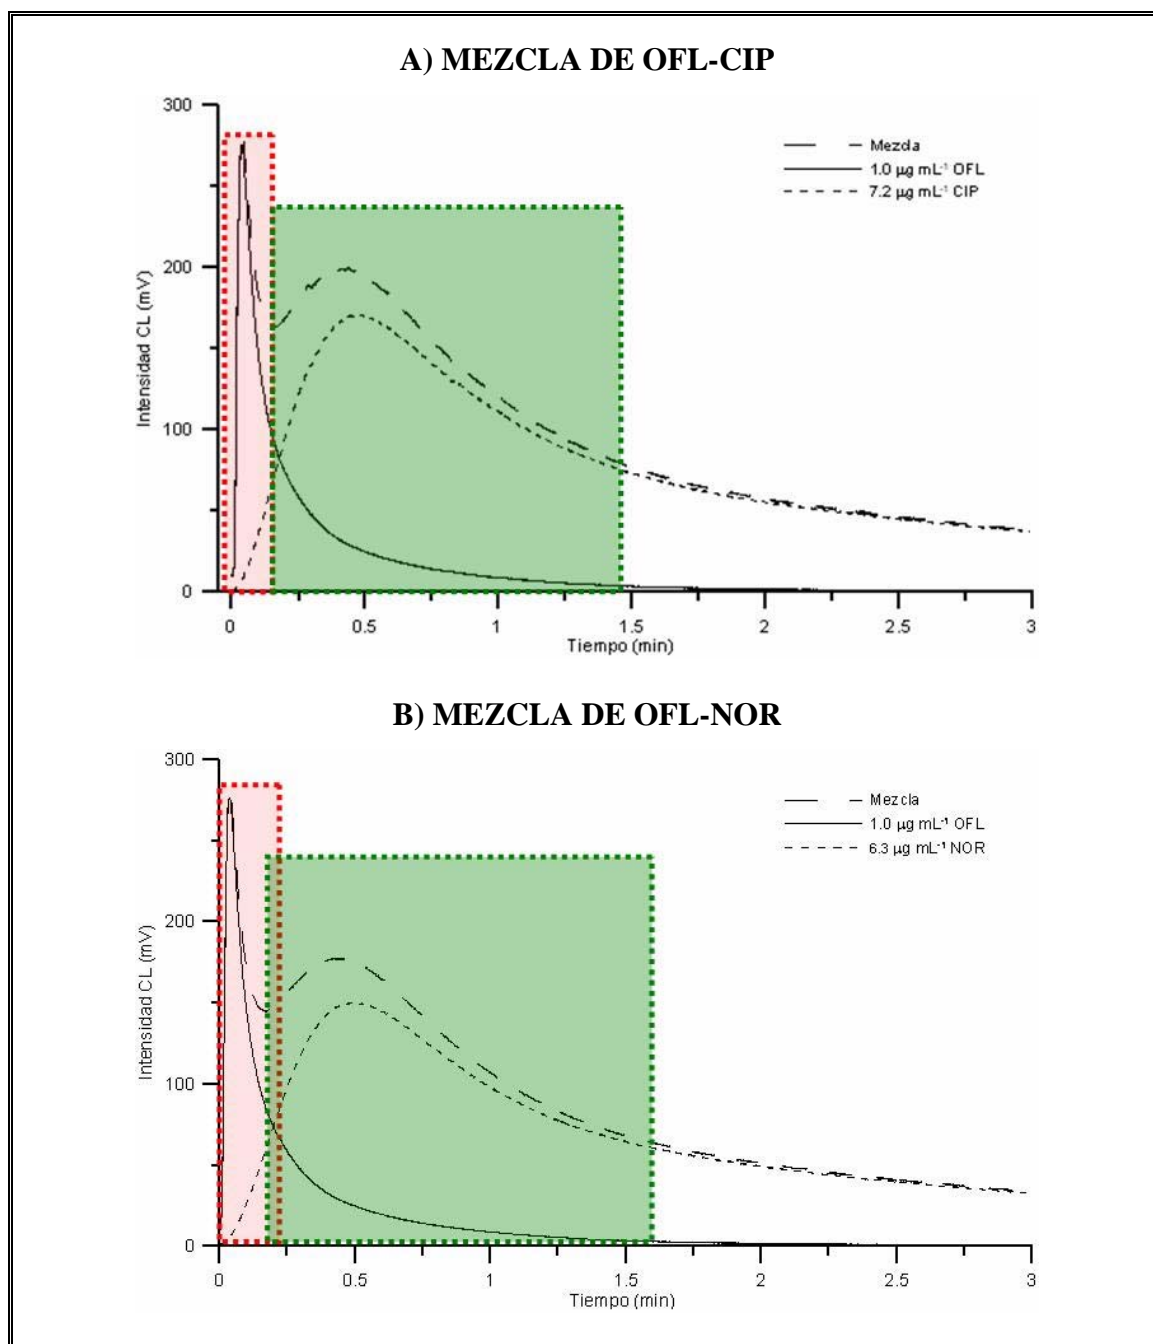 A) MEZCLA DE OFL-CIP
300
200
100
0
Intensidad CL (mV)
Mezcla
1.0 µg mL⁻¹ OFL
7.2 µg mL⁻¹ CIP
0 0.5 1 1.5 2 2.5 3
Tiempo (min)
B) MEZCLA DE OFL-NOR
300
200
100
0
Intensidad CL (mV)
Mezcla
1.0 µg mL⁻¹ OFL
6.3 µg mL⁻¹ NOR
0 0.5 1 1.5 2 2.5 3
Tiempo (min)